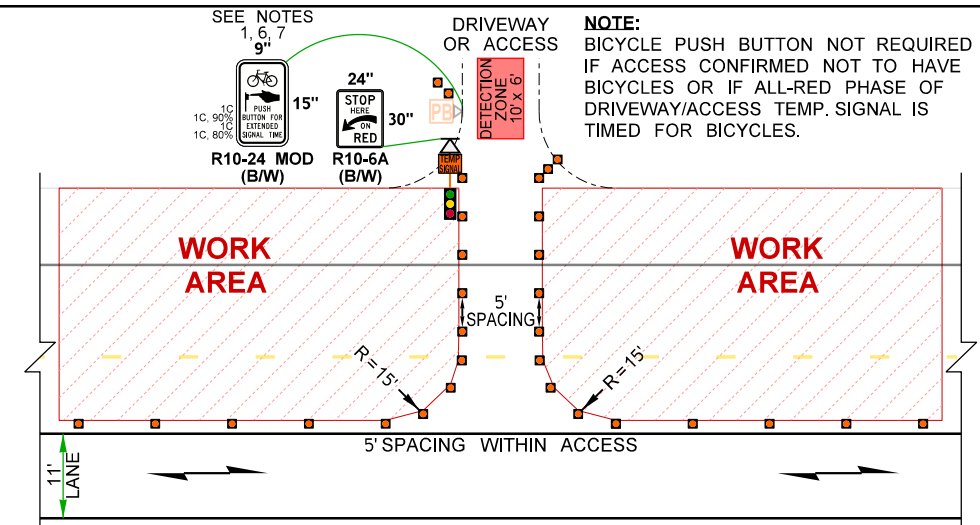 SEE NOTES
1, 6, 7
9"
PUSH
BUTTON FOR
EXTENDED
SIGNAL TIME
1C
1C, 90%
1C
1C, 80%
15"
R10-24 MOD
(B/W)
24"
STOP
HERE
ON
RED
30"
R10-6A
(B/W)
DRIVEWAY
OR ACCESS
PB
DETECTION
ZONE
10' x 6'
TEMP
SIGNAL
NOTE:
BICYCLE PUSH BUTTON NOT REQUIRED
IF ACCESS CONFIRMED NOT TO HAVE
BICYCLES OR IF ALL-RED PHASE OF
DRIVEWAY/ACCESS TEMP. SIGNAL IS
TIMED FOR BICYCLES.
WORK
AREA
WORK
AREA
5'
SPACING
R=15'
R=15'
5' SPACING WITHIN ACCESS
11'
LANE